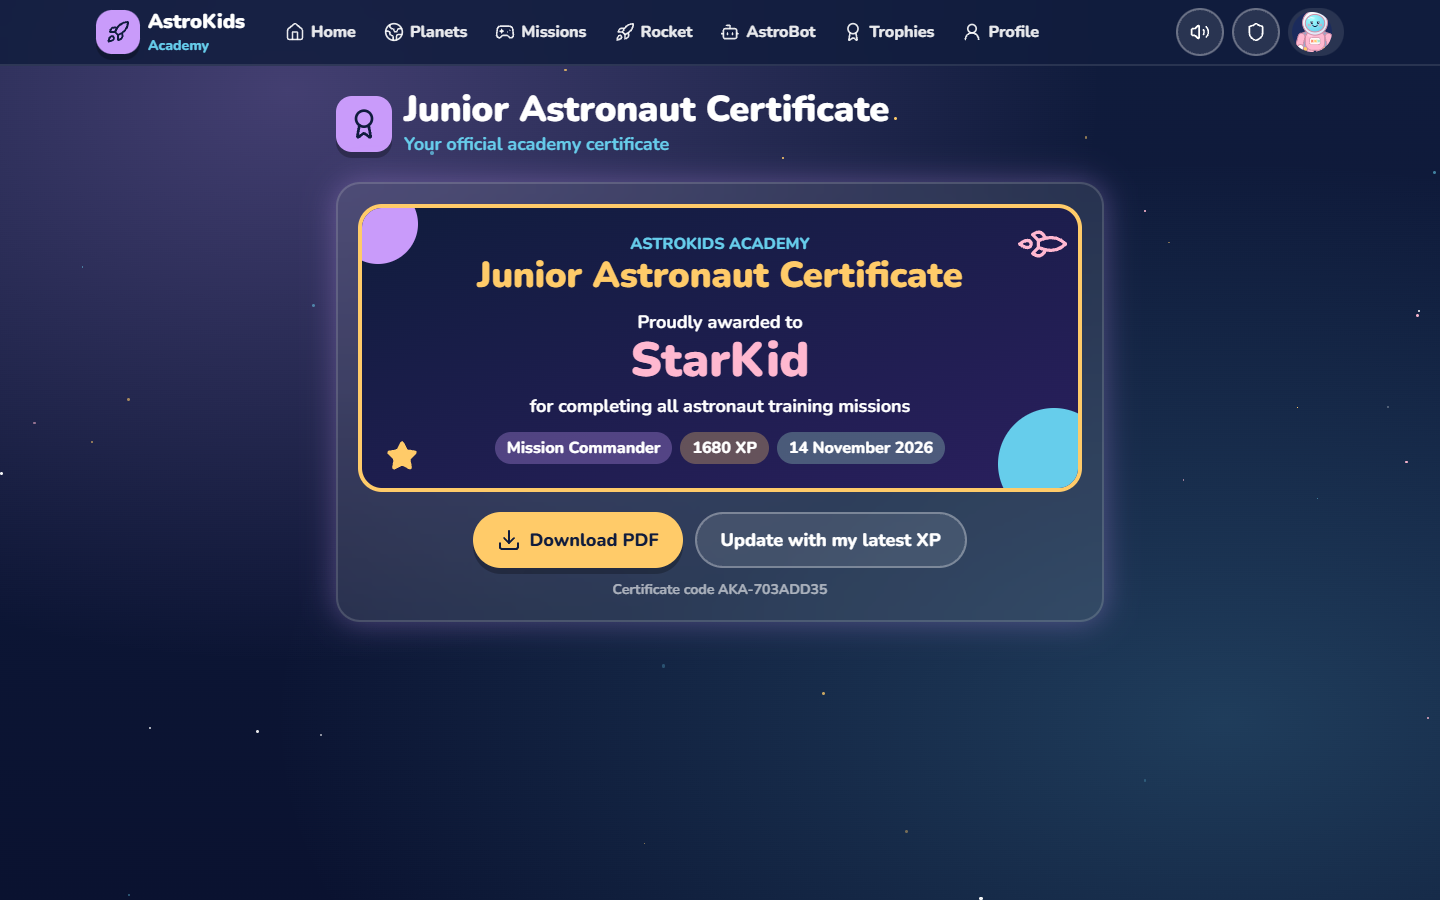 AstroKids
Academy
Home
Planets
Missions
Rocket
AstroBot
Trophies
Profile
Junior Astronaut Certificate
Your official academy certificate
ASTROKIDS ACADEMY
Junior Astronaut Certificate
Proudly awarded to
StarKid
for completing all astronaut training missions
Mission Commander
1680 XP
14 November 2026
Download PDF
Update with my latest XP
Certificate code AKA-703ADD35